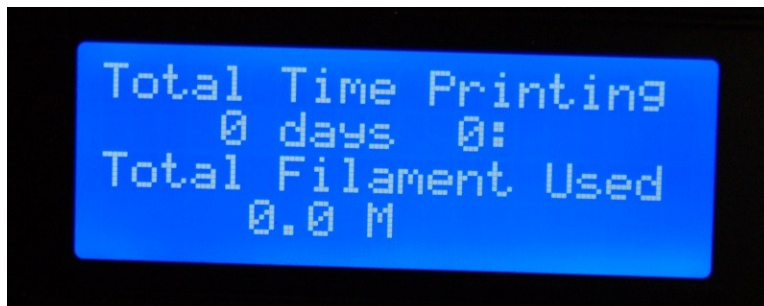 Total Time Printing
0 days 0:
Total Filament Used
0.0 M